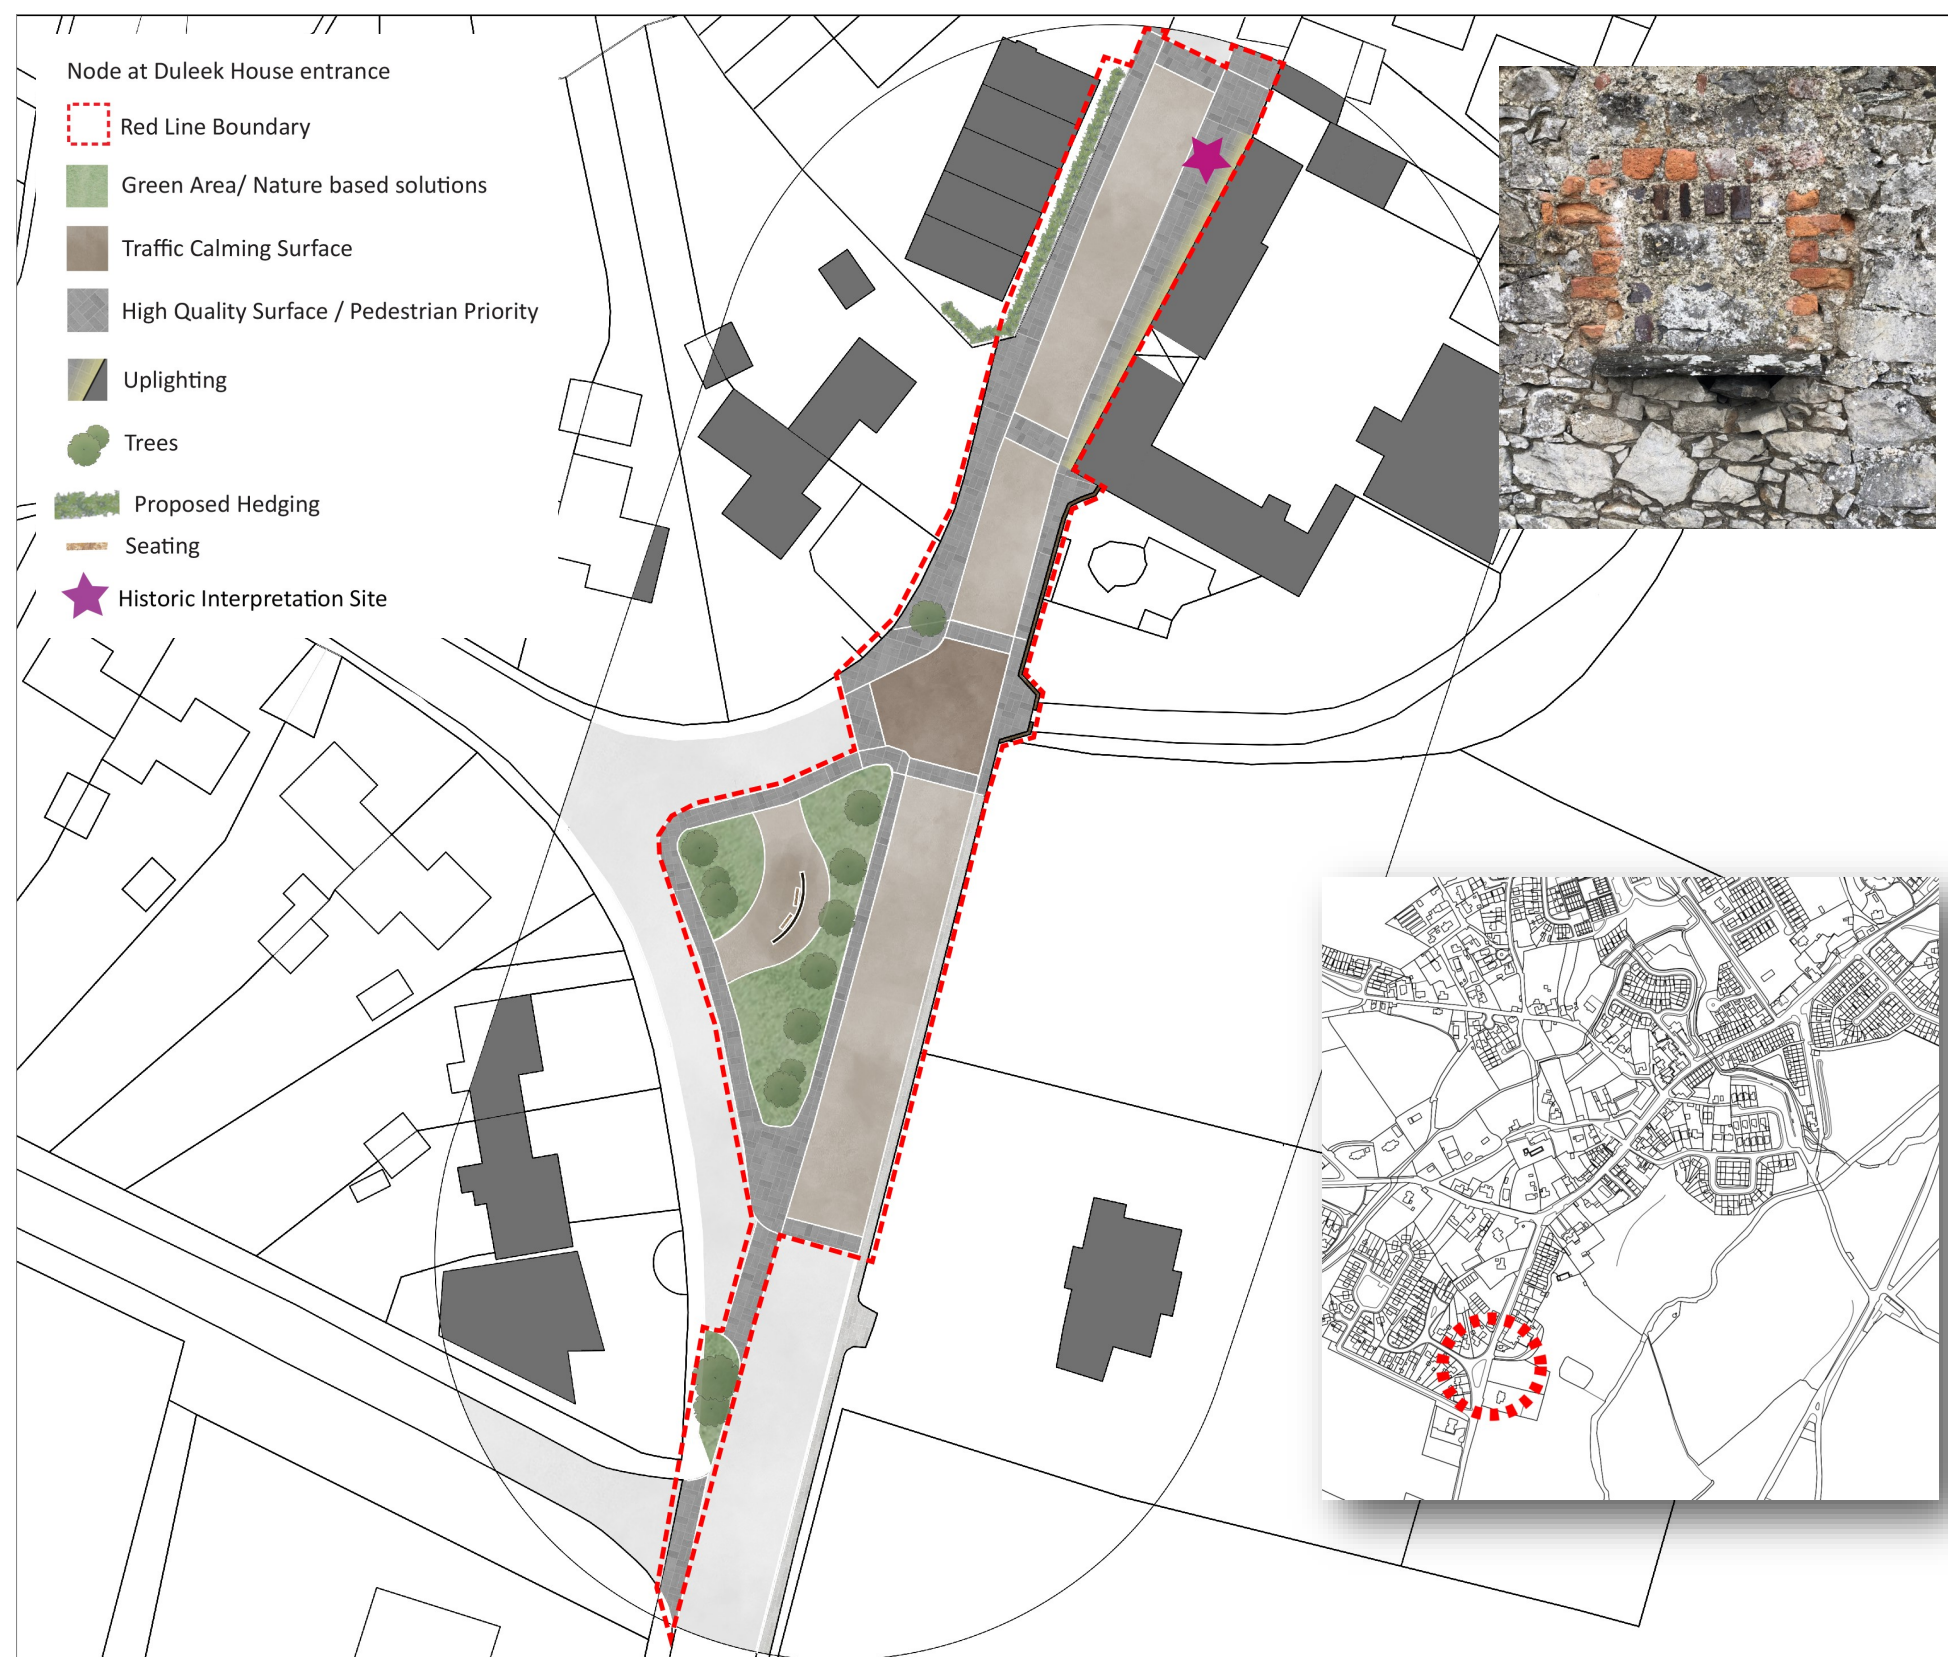 Node at Duleek House entrance
Red Line Boundary
Green Area/ Nature based solutions
Traffic Calming Surface
High Quality Surface / Pedestrian Priority
Uplighting
Trees
Proposed Hedging
Seating
Historic Interpretation Site